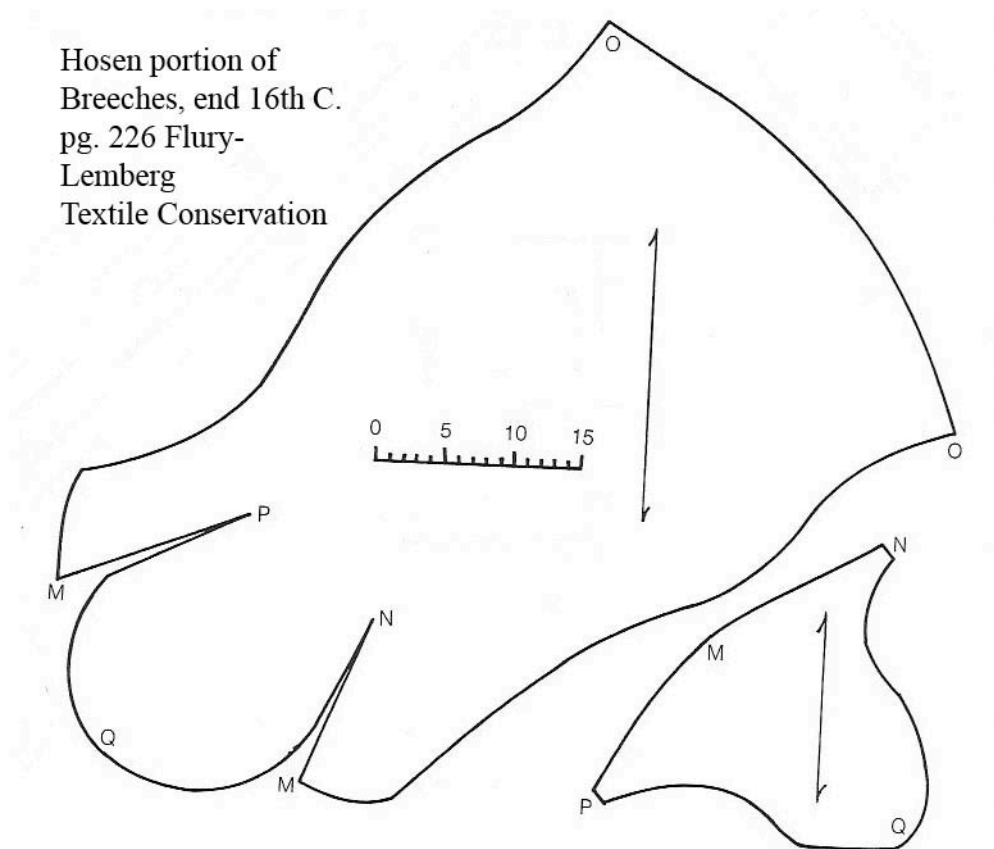 Hosen portion of
Breeches, end 16th C.
pg. 226 Flury-
Lemberg
Textile Conservation
O
0 5 10 15
O
P
N
M
N
M
Q
M
P
Q